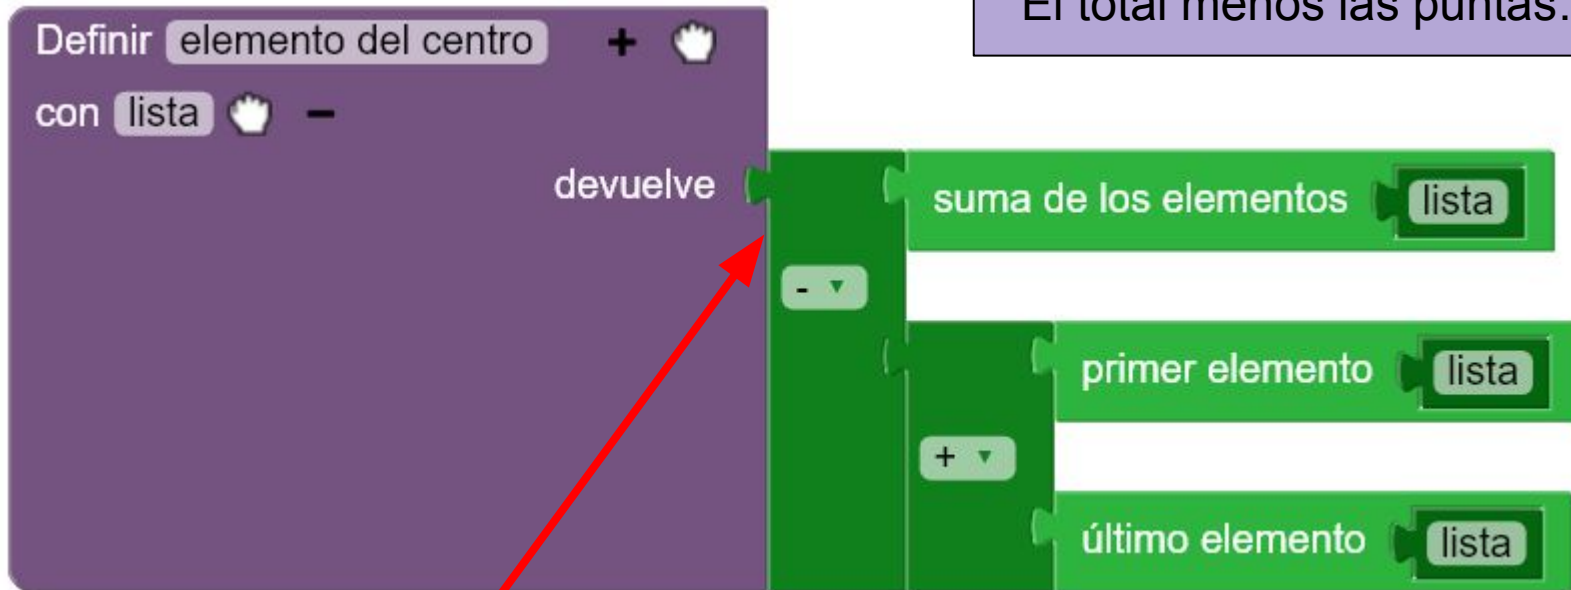 El total menos las puntas.
Definir elemento del centro +
con lista -
devuelve
suma de los elementos lista
-
primer elemento lista
+
último elemento lista